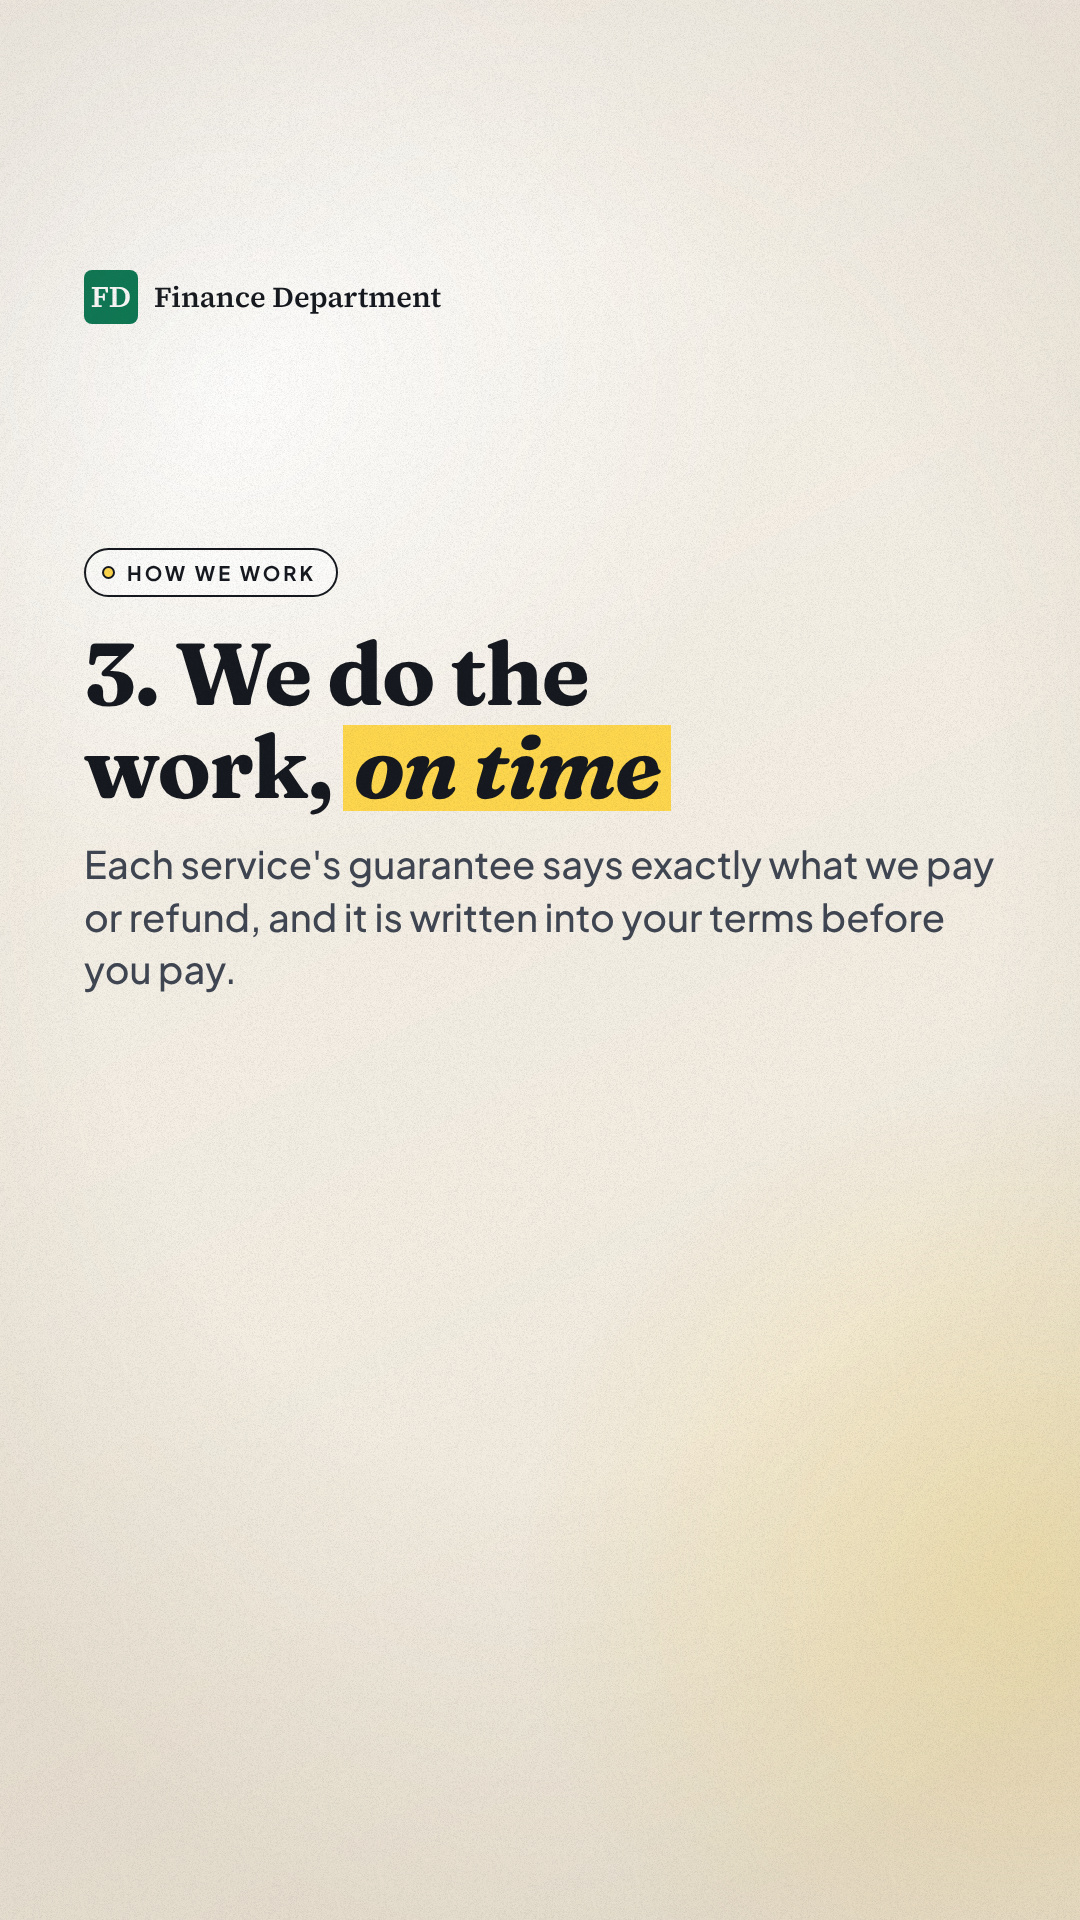 FD Finance Department
HOW WE WORK
3. We do the
work, on time
Each service's guarantee says exactly what we pay
or refund, and it is written into your terms before
you pay.